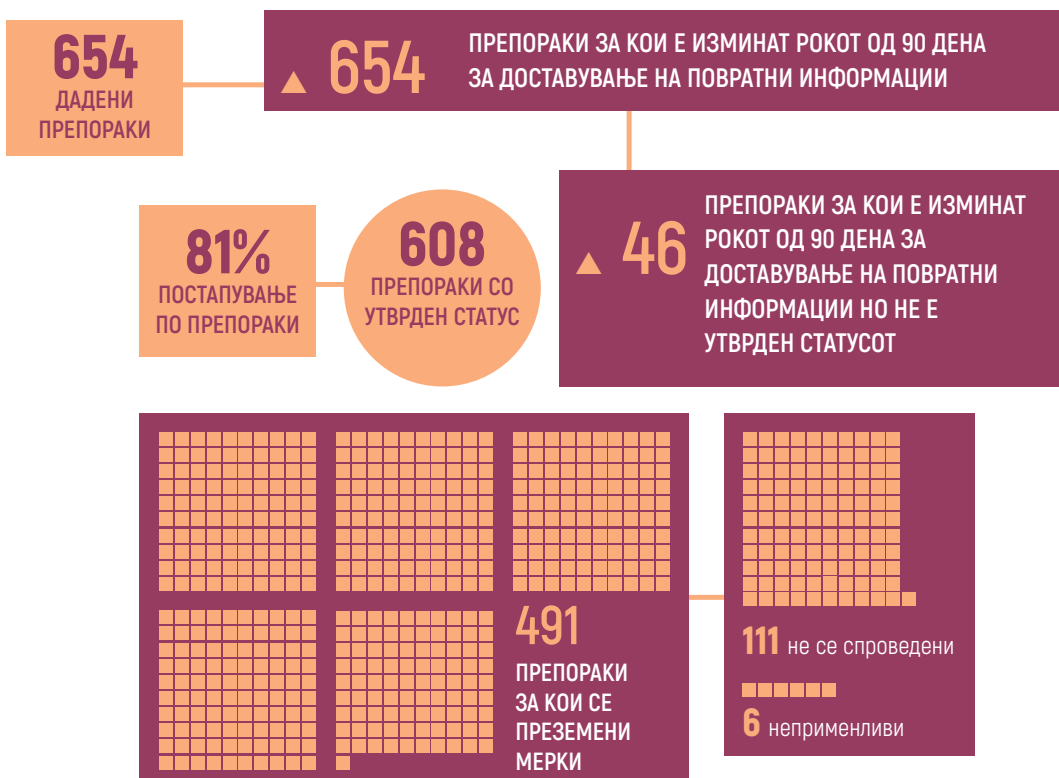 654
ДАДЕНИ
ПРЕПОРАКИ
654
ПРЕПОРАКИ ЗА КОИ Е ИЗМИНАТ РОКОТ ОД 90 ДЕНА
ЗА ДОСТАВУВАЊЕ НА ПОВРАТНИ ИНФОРМАЦИИ
81%
ПОСТАПУВАЊЕ
ПО ПРЕПОРАКИ
608
ПРЕПОРАКИ СО
УТВРДЕН СТАТУС
46
ПРЕПОРАКИ ЗА КОИ Е ИЗМИНАТ
РОКОТ ОД 90 ДЕНА ЗА
ДОСТАВУВАЊЕ НА ПОВРАТНИ
ИНФОРМАЦИИ НО НЕ Е
УТВРДЕН СТАТУСОТ
491
ПРЕПОРАКИ
ЗА КОИ СЕ
ПРЕЗЕМЕНИ
МЕРКИ
111 не се спроведени
6 неприменливи